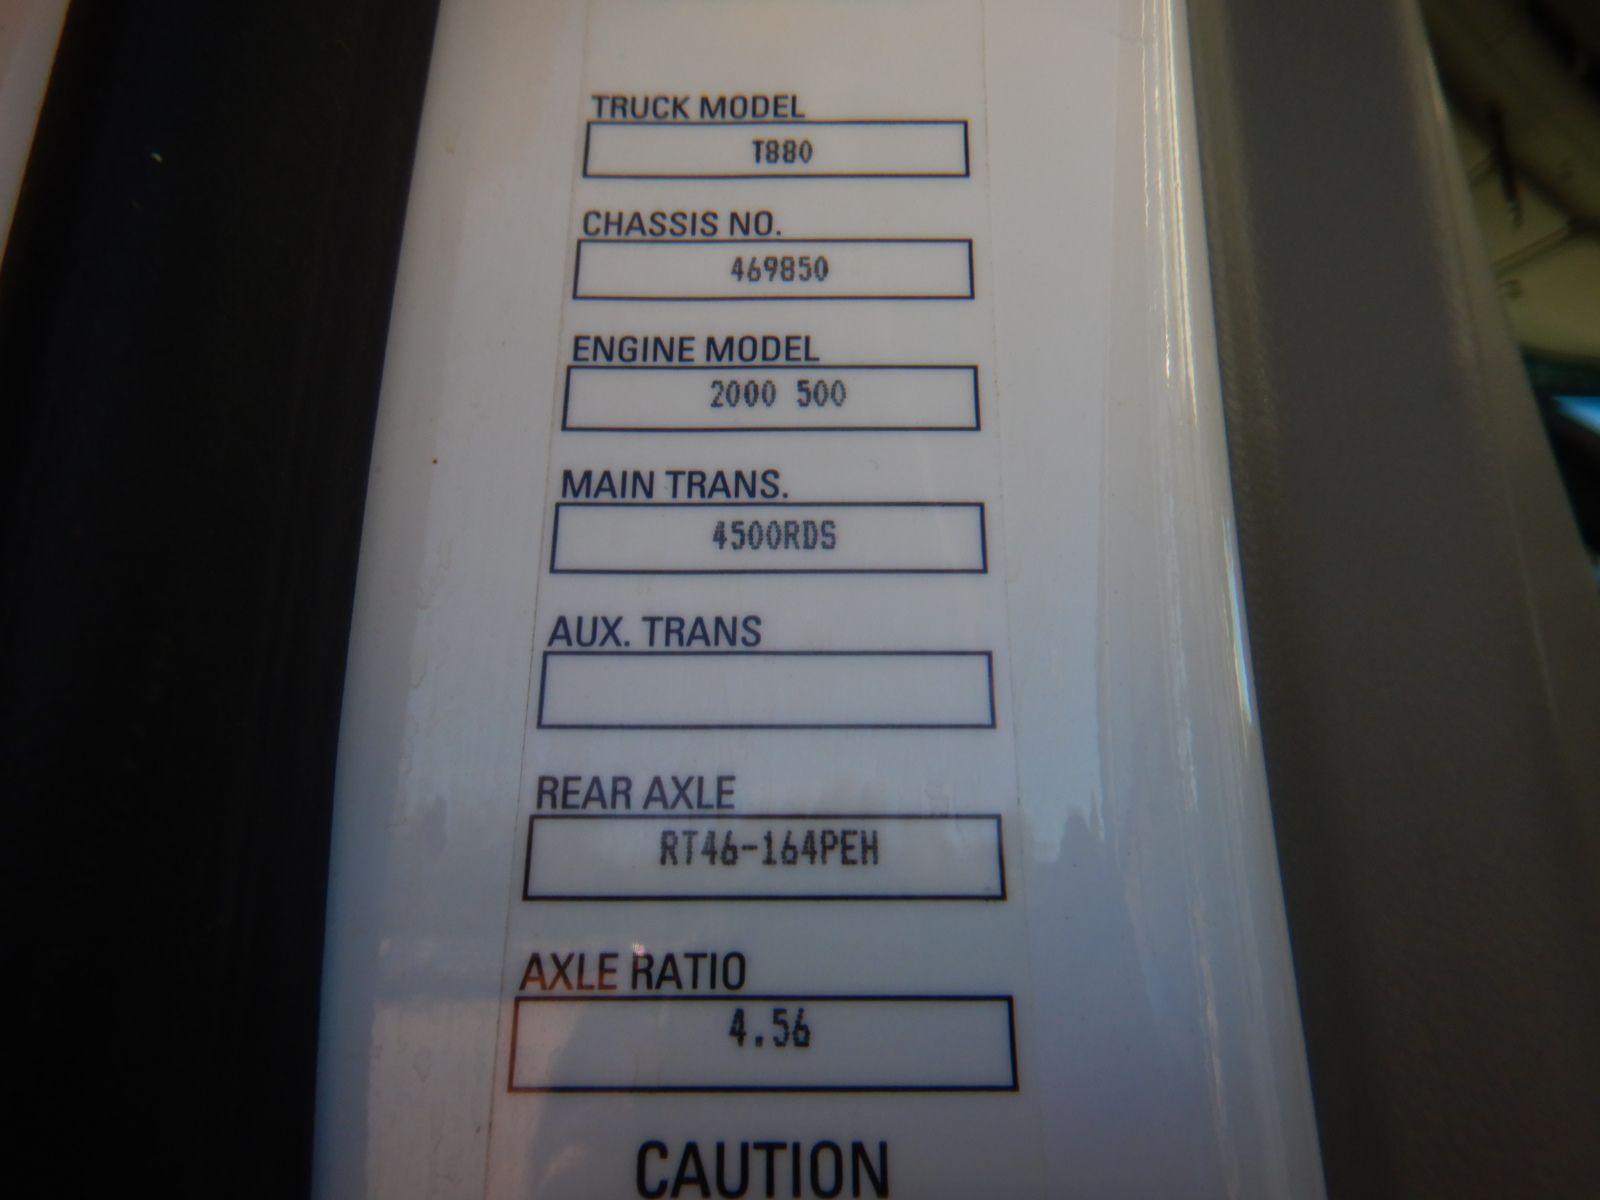 TRUCK MODEL
T880
CHASSIS NO.
469850
ENGINE MODEL
2000 500
MAIN TRANS.
4500RDS
AUX. TRANS
REAR AXLE
RT46-164PEH
AXLE RATIO
4.56
CAUTION